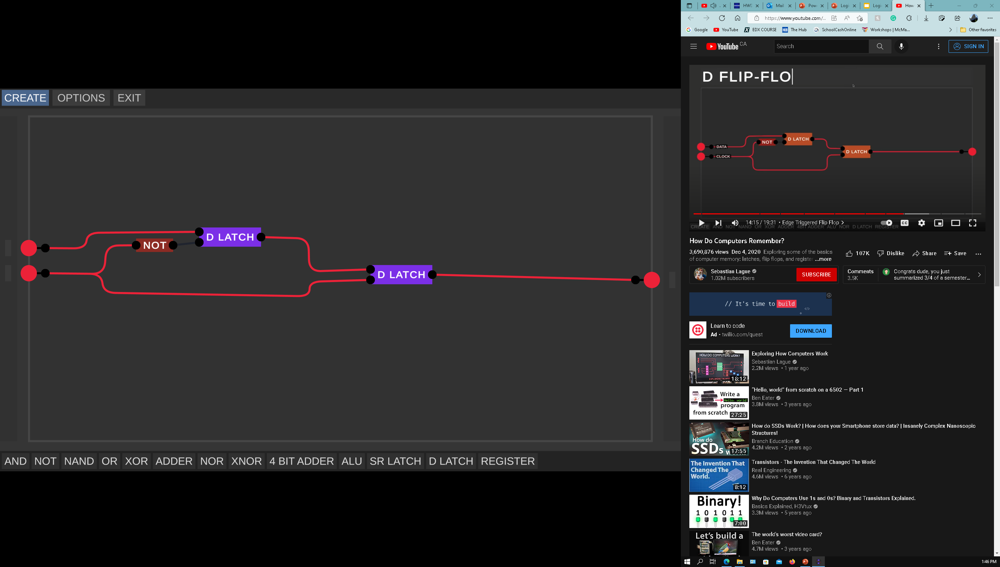 CREATE OPTIONS EXIT
D LATCH
NOT
D LATCH
AND NOT NAND OR XOR ADDER NOR XNOR 4 BIT ADDER ALU SR LATCH D LATCH REGISTER
HWD Mail Pow Logi Logi How
https://www.youtube.com/...
Google YouTube EDX COURSE The Hub SchoolCashOnline Workshops | McMa... Other favorites
YouTube CA Search SIGN IN
D FLIP-FLO
D LATCH
NOT
DATA
D LATCH
CLOCK
14:15 / 19:31 • Edge Triggered Flip Flop
CREATE AND NOT NAND OR XOR ADDER 4BIT ADDER ALU NOR D LATCH REGISTER
How Do Computers Remember?
3,690,876 views Dec 4, 2020 Exploring some of the basics
of computer memory: latches, flip flops, and register ...more
107K Dislike Share Save
Sebastian Lague
1.02M subscribers
SUBSCRIBE
Comments
3.5K
Congrats dude, you just
summarized 3/4 of a semester...
// It's time to build
</>
Learn to code
Ad • twilio.com/quest
DOWNLOAD
HOW DO COMPUTERS WORK?
18:12
Exploring How Computers Work
Sebastian Lague
2.2M views • 1 year ago
Write a
Hello, world!
program
from scratch
27:25
"Hello, world" from scratch on a 6502 — Part 1
Ben Eater
3.8M views • 3 years ago
How do
SSDs
17:55
How do SSDs Work? | How does your Smartphone store data? | Insanely Complex Nanoscopic
Structures!
Branch Education
4.2M views • 2 years ago
The Invention That
Changed The
World.
8:12
Transistors - The Invention That Changed The World
Real Engineering
4.6M views • 6 years ago
Binary!
1 0 1 0 1 1
7:00
Why Do Computers Use 1s and 0s? Binary and Transistors Explained.
Basics Explained, H3Vtux
3.3M views • 5 years ago
Let's build a
The world's worst video card?
Ben Eater
4.7M views • 3 years ago
1:46 PM